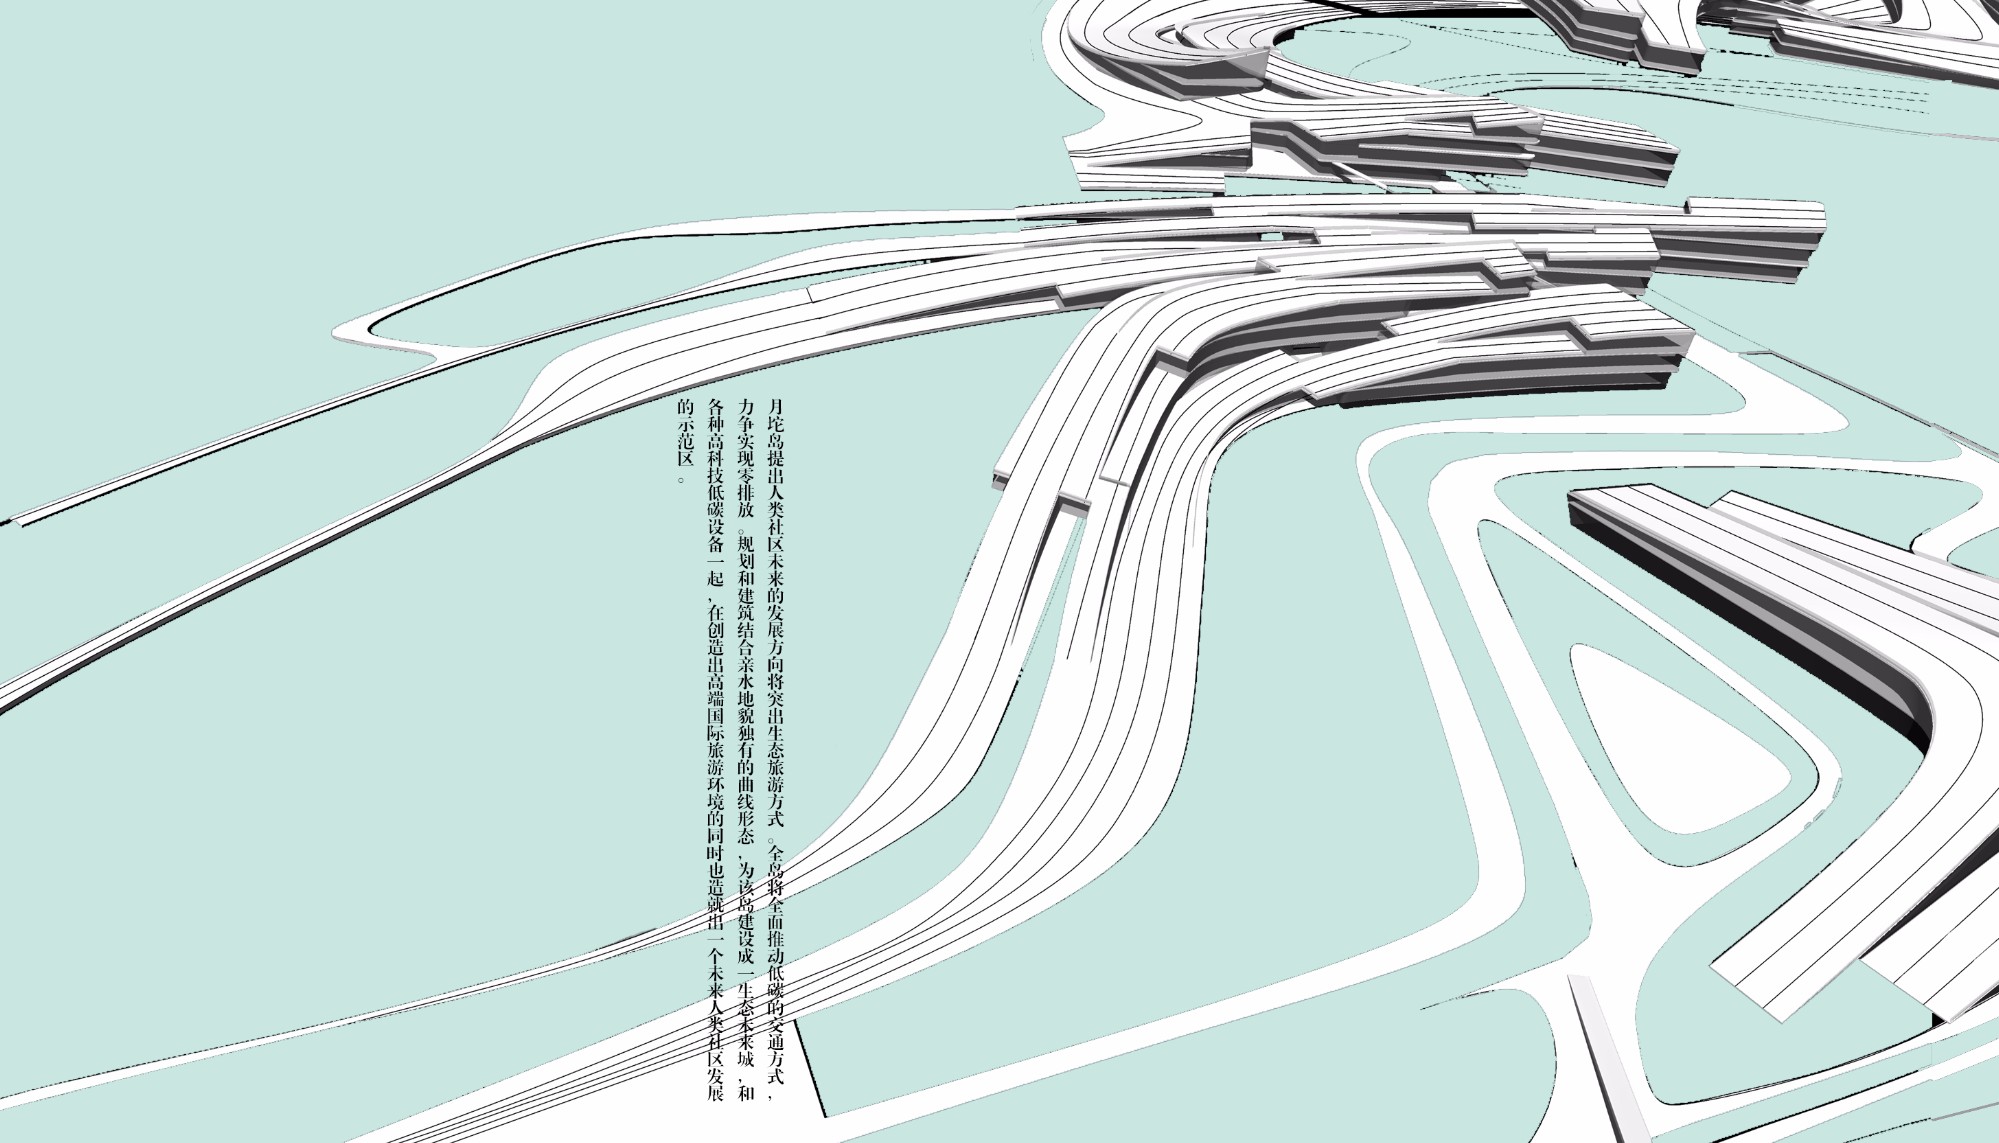 月坨岛提出人类社区未来的发展方向将突出生态旅游方式。全岛将全面推动低碳的交通方式，
力争实现零排放。规划和建筑结合亲水地貌独有的曲线形态，为该岛建设成一生态未来城，和
各种高科技低碳设备一起，在创造出高端国际旅游环境的同时也造就出一个未来人类社区发展
的示范区。